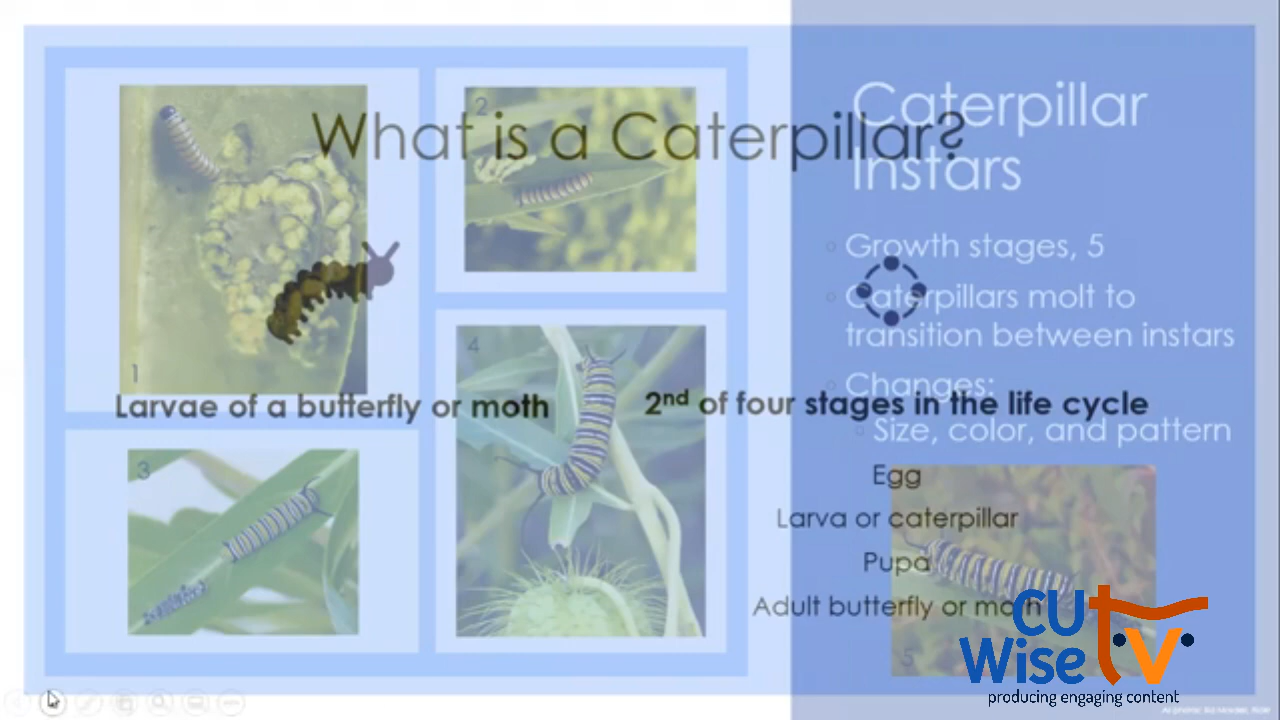 What is a Caterpillar?
Larvae of a butterfly or moth
2nd of four stages in the life cycle
Egg
Larva or caterpillar
Pupa
Adult butterfly or moth
Caterpillar
Instars
Growth stages, 5
Caterpillars molt to
transition between instars
Changes:
Size, color, and pattern
1
2
3
4
5
CU
Wise tv
producing engaging content